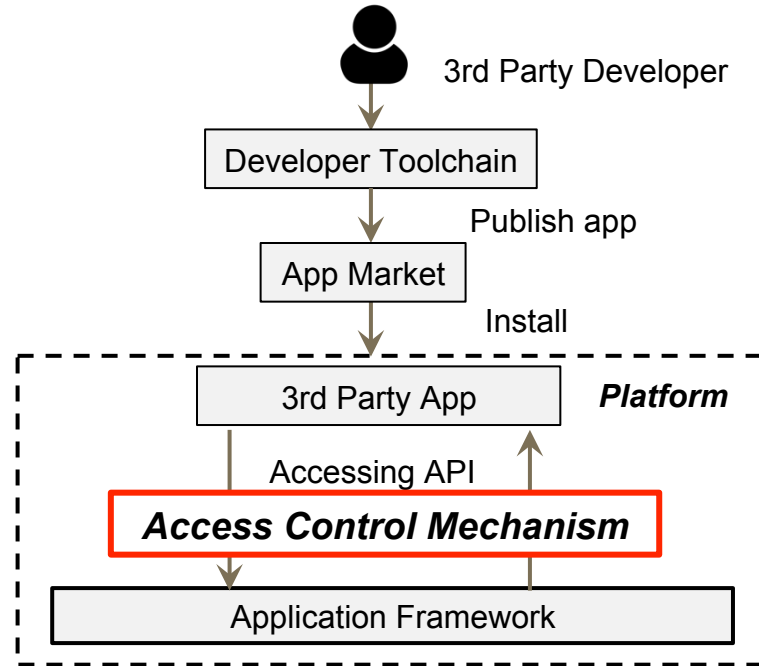 3rd Party Developer
Developer Toolchain
Publish app
App Market
Install
3rd Party App
Platform
Accessing API
Access Control Mechanism
Application Framework